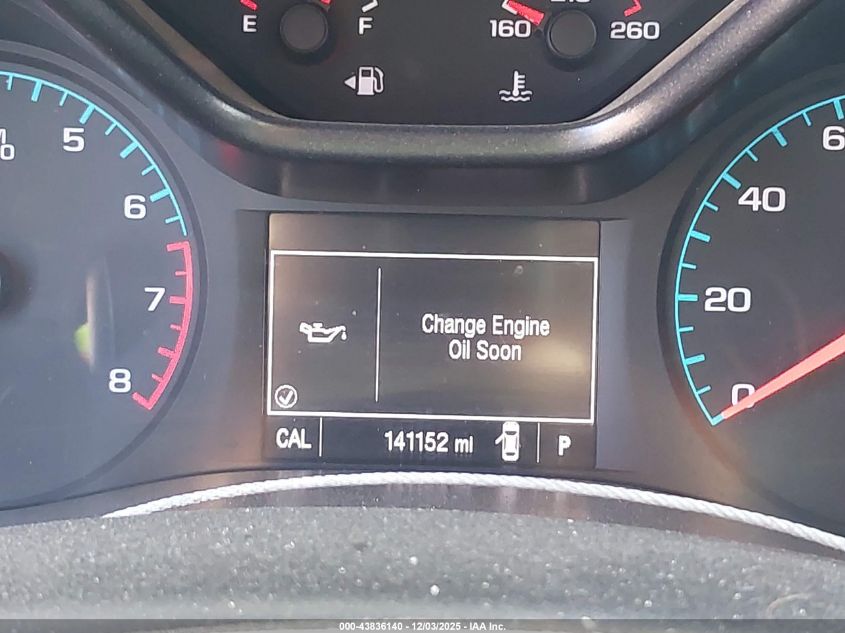 E
F
160
260
5
6
7
8
40
20
0
Change Engine
Oil Soon
CAL
141152 mi
P
000-43836140 - 12/03/2025 - IAA Inc.